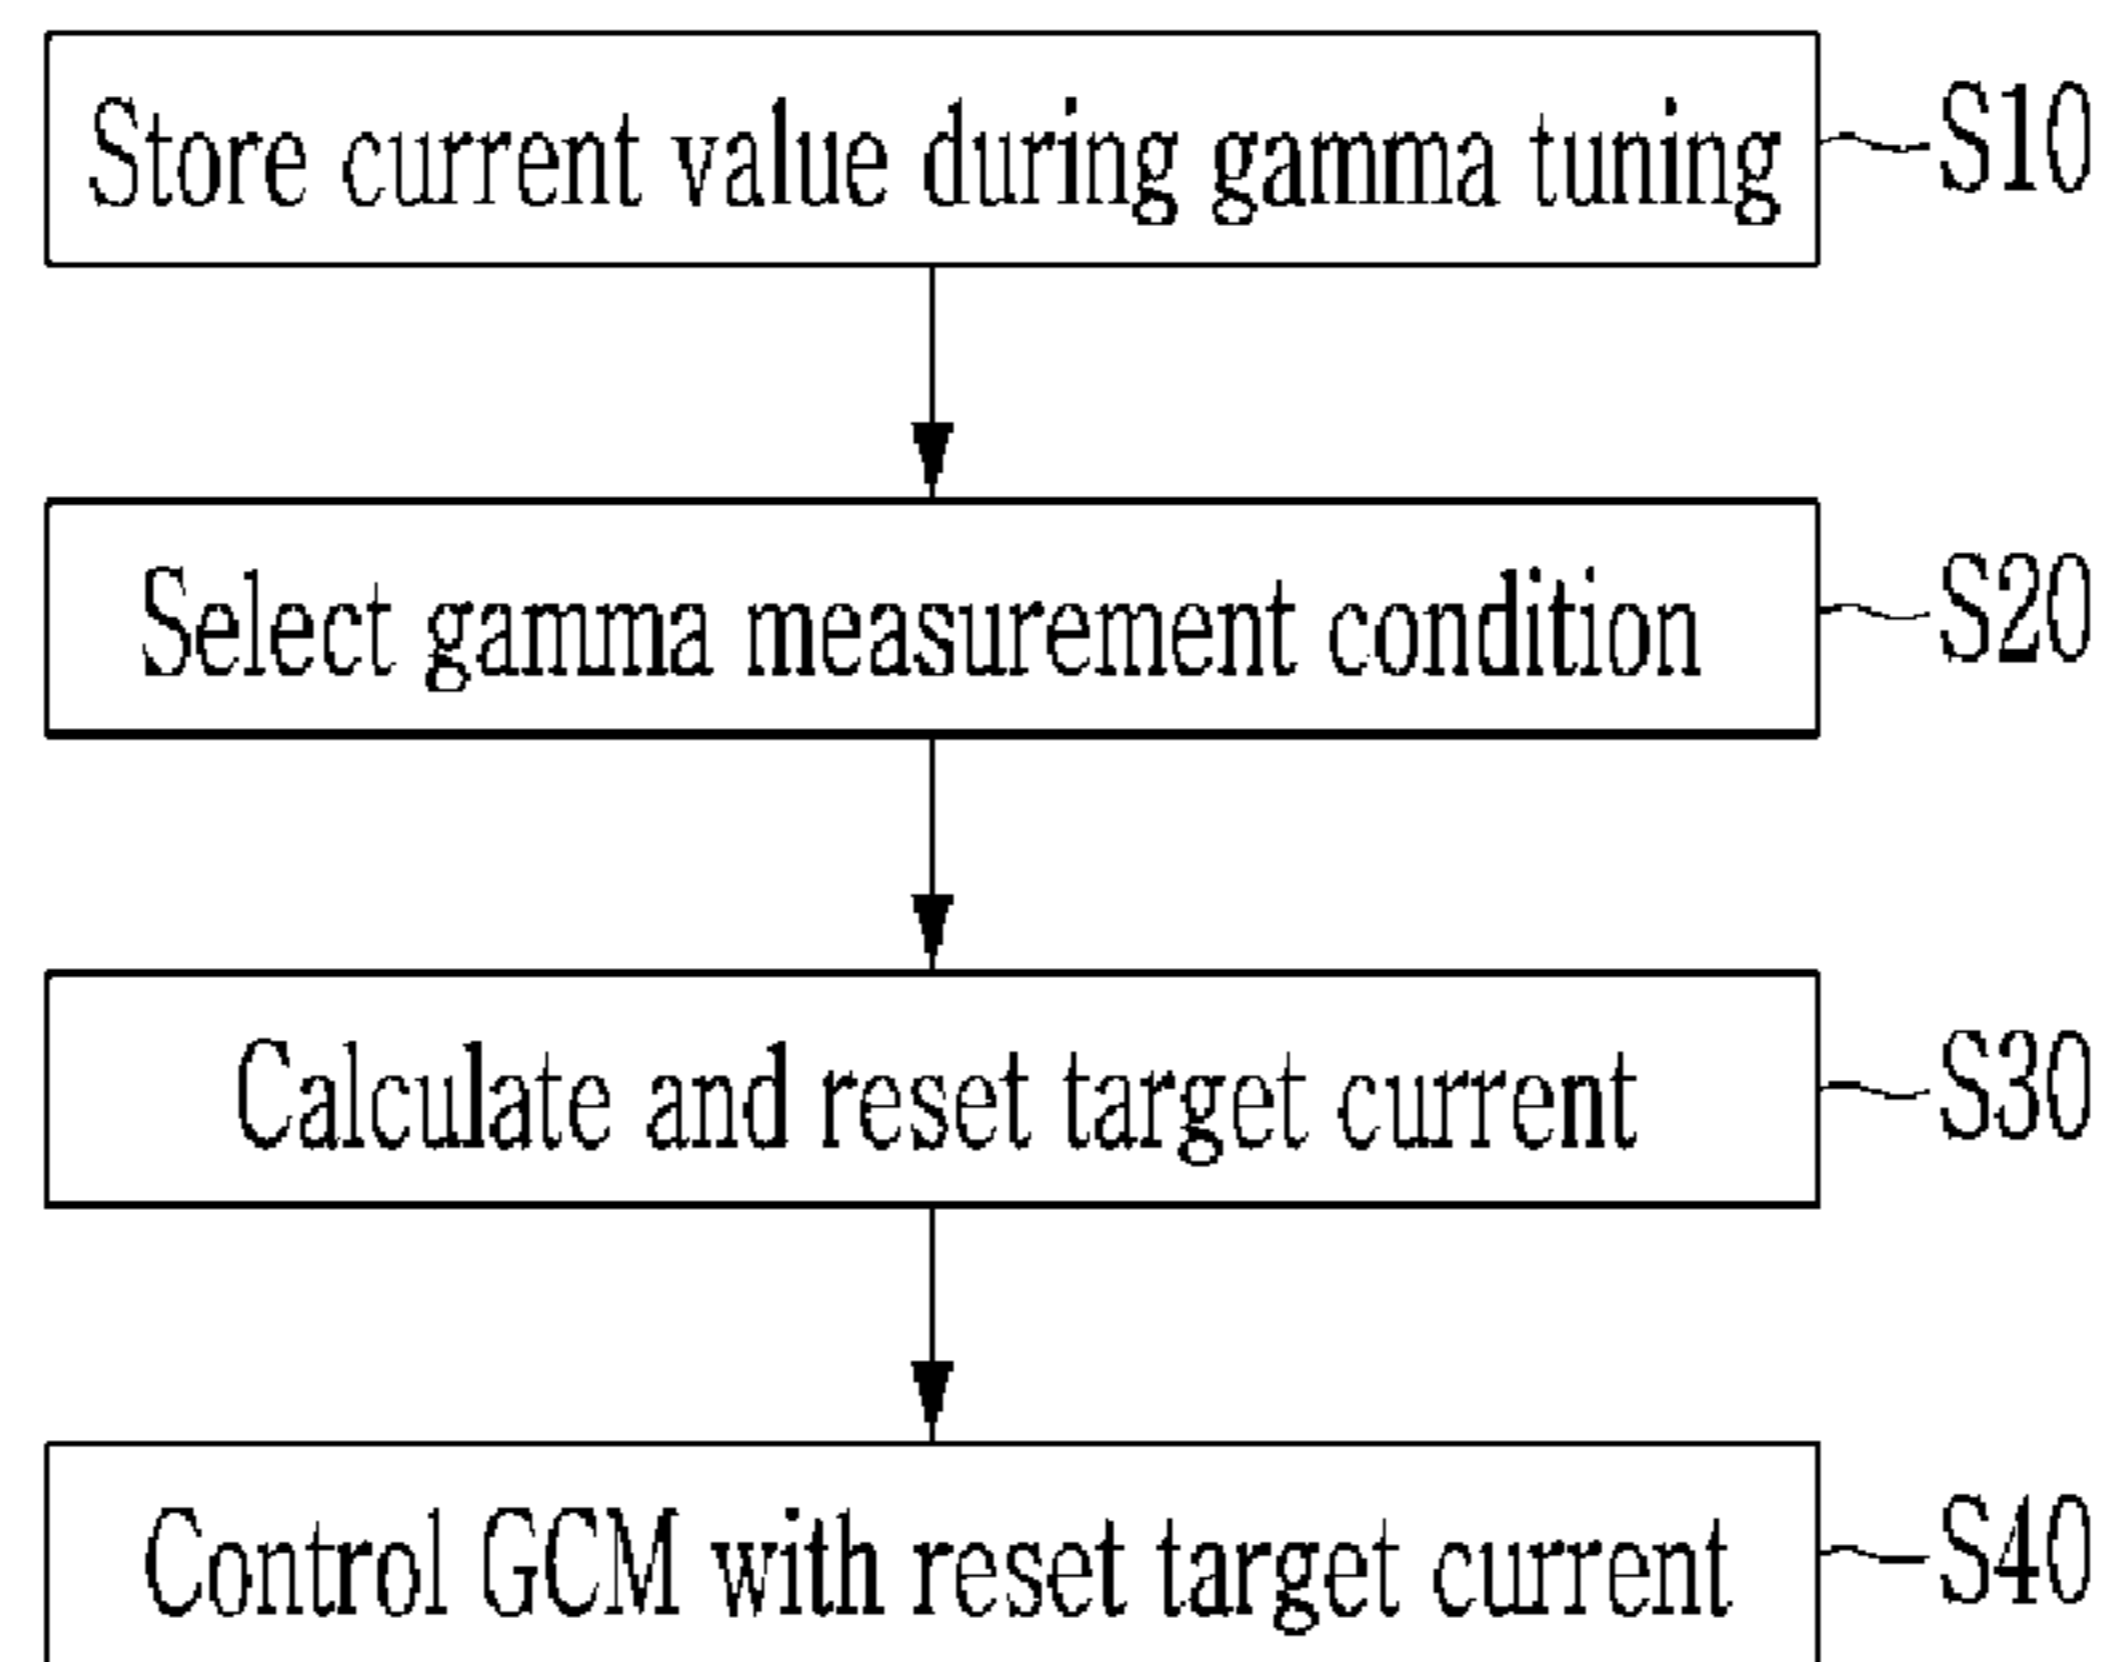 Store current value during gamma tuning S10
Select gamma measurement condition S20
Calculate and reset target current S30
Control GCM with reset target current S40